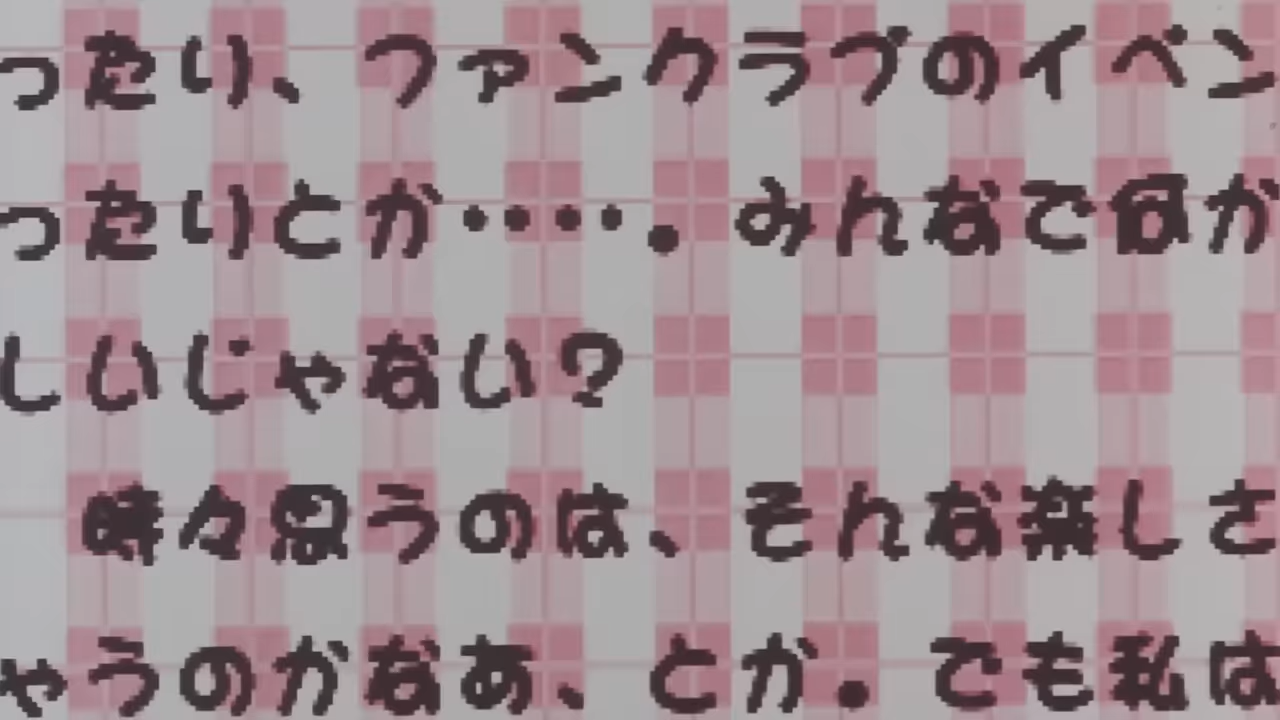 ったり、ファンクラブのイベン
ったりとか・・・・。みんなで何が
しいじゃない?
時々思うのは、そんな楽しさ
ゃうのかなあ、とか。でも私は